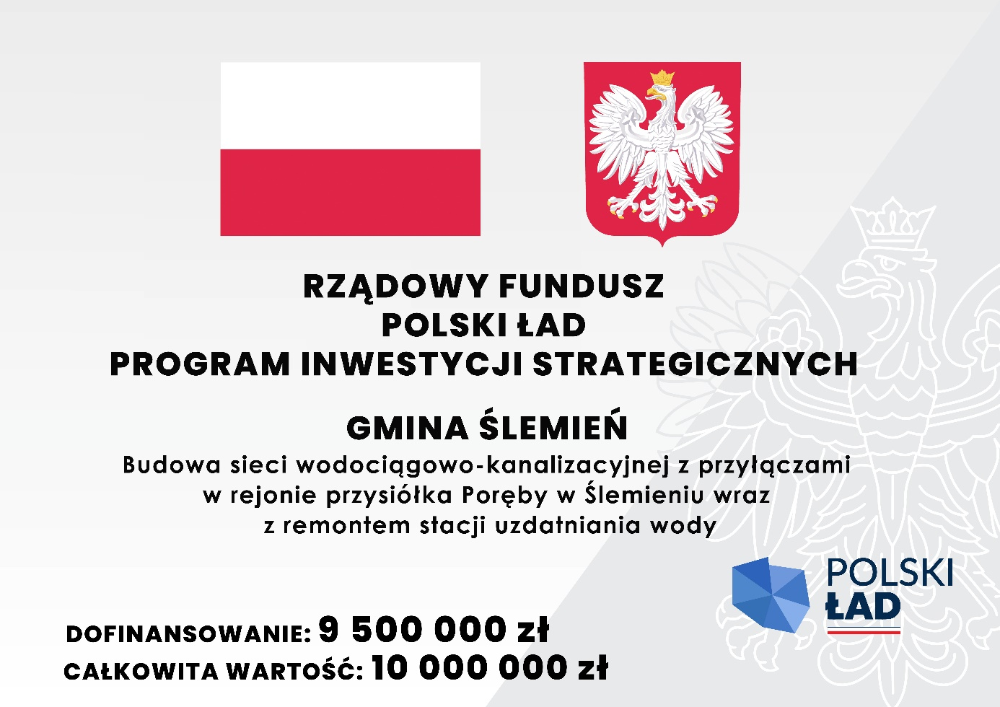 RZĄDOWY FUNDUSZ
POLSKI ŁAD
PROGRAM INWESTYCJI STRATEGICZNYCH
GMINA ŚLEMIEŃ
Budowa sieci wodociągowo-kanalizacyjnej z przyłączami
w rejonie przysiółka Poręby w Ślemieniu wraz
z remontem stacji uzdatniania wody
POLSKI
ŁAD
DOFINANSOWANIE: 9 500 000 zł
CAŁKOWITA WARTOŚĆ: 10 000 000 zł